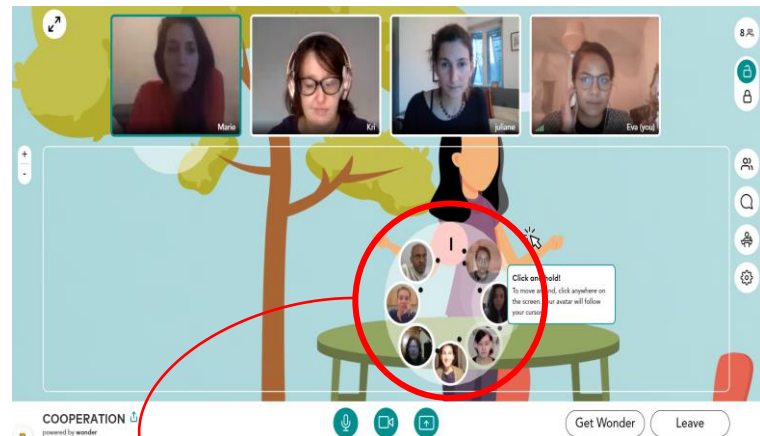 8
Marie
Kri
juliane
Eva (you)
+
-
I
Click and hold!
To move around, click anywhere on
the screen. Your avatar will follow
your cursor.
COOPERATION
powered by wonder
Get Wonder
Leave